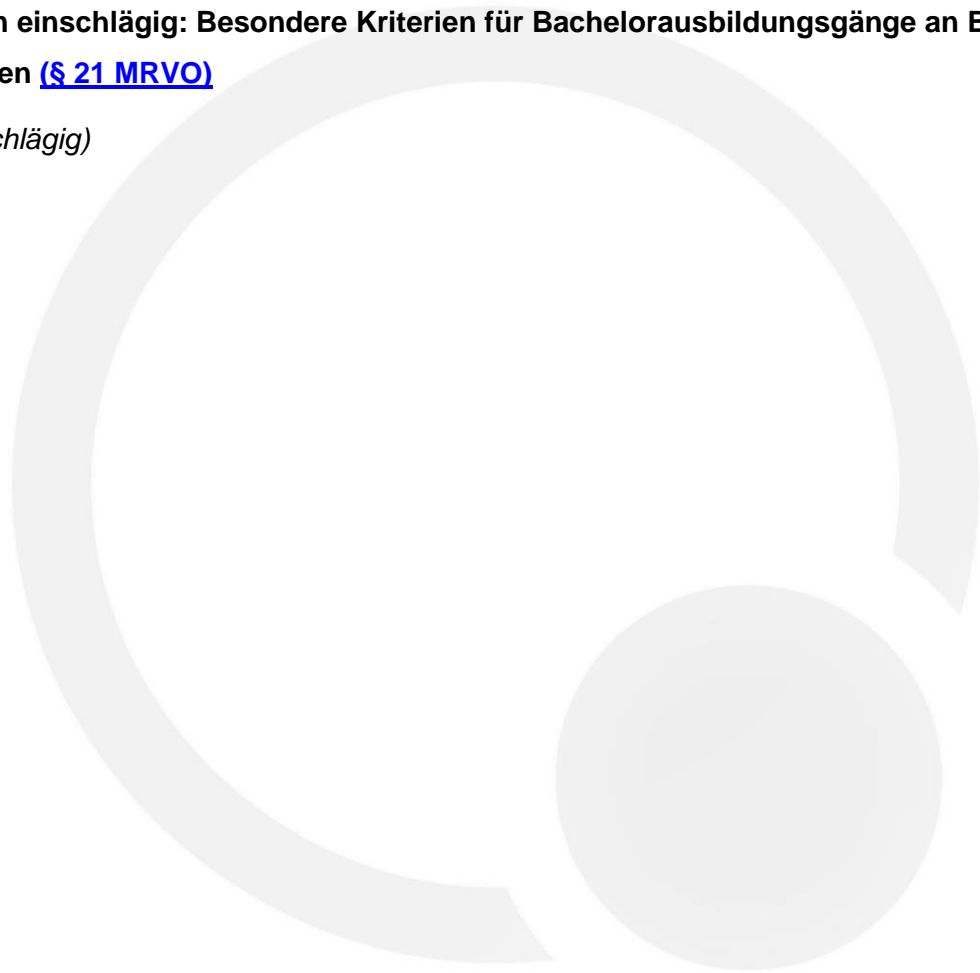 n einschlägig: Besondere Kriterien für Bachelorausbildungsgänge an B
en (§ 21 MRVO)
chlägig)